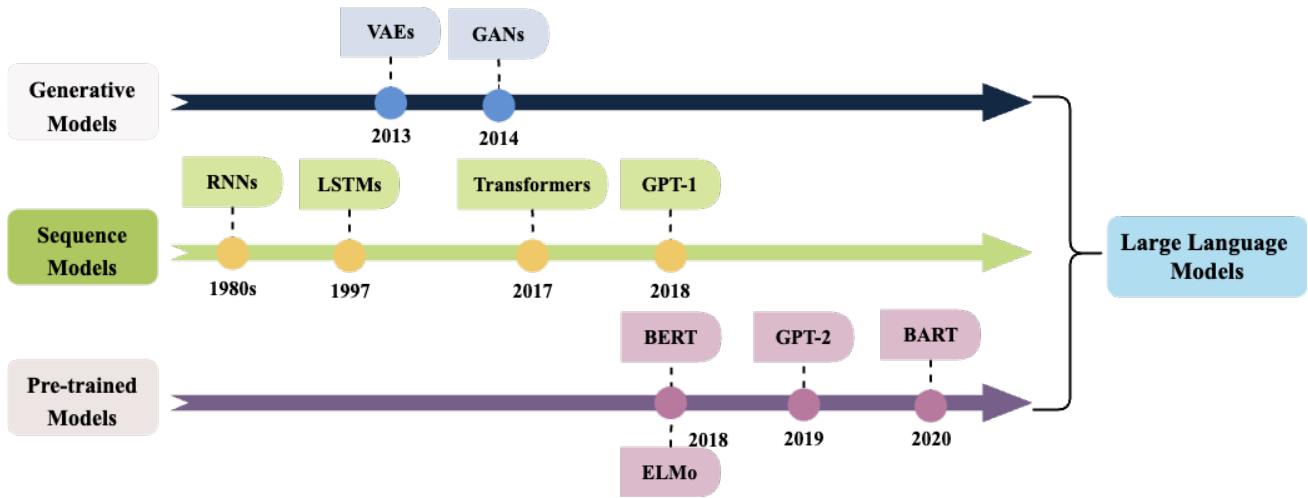 VAEs
GANs
Generative
Models
2013
2014
RNNs
LSTMs
Transformers
GPT-1
Sequence
Models
1980s
1997
2017
2018
Large Language
Models
BERT
GPT-2
BART
Pre-trained
Models
2018
2019
2020
ELMo